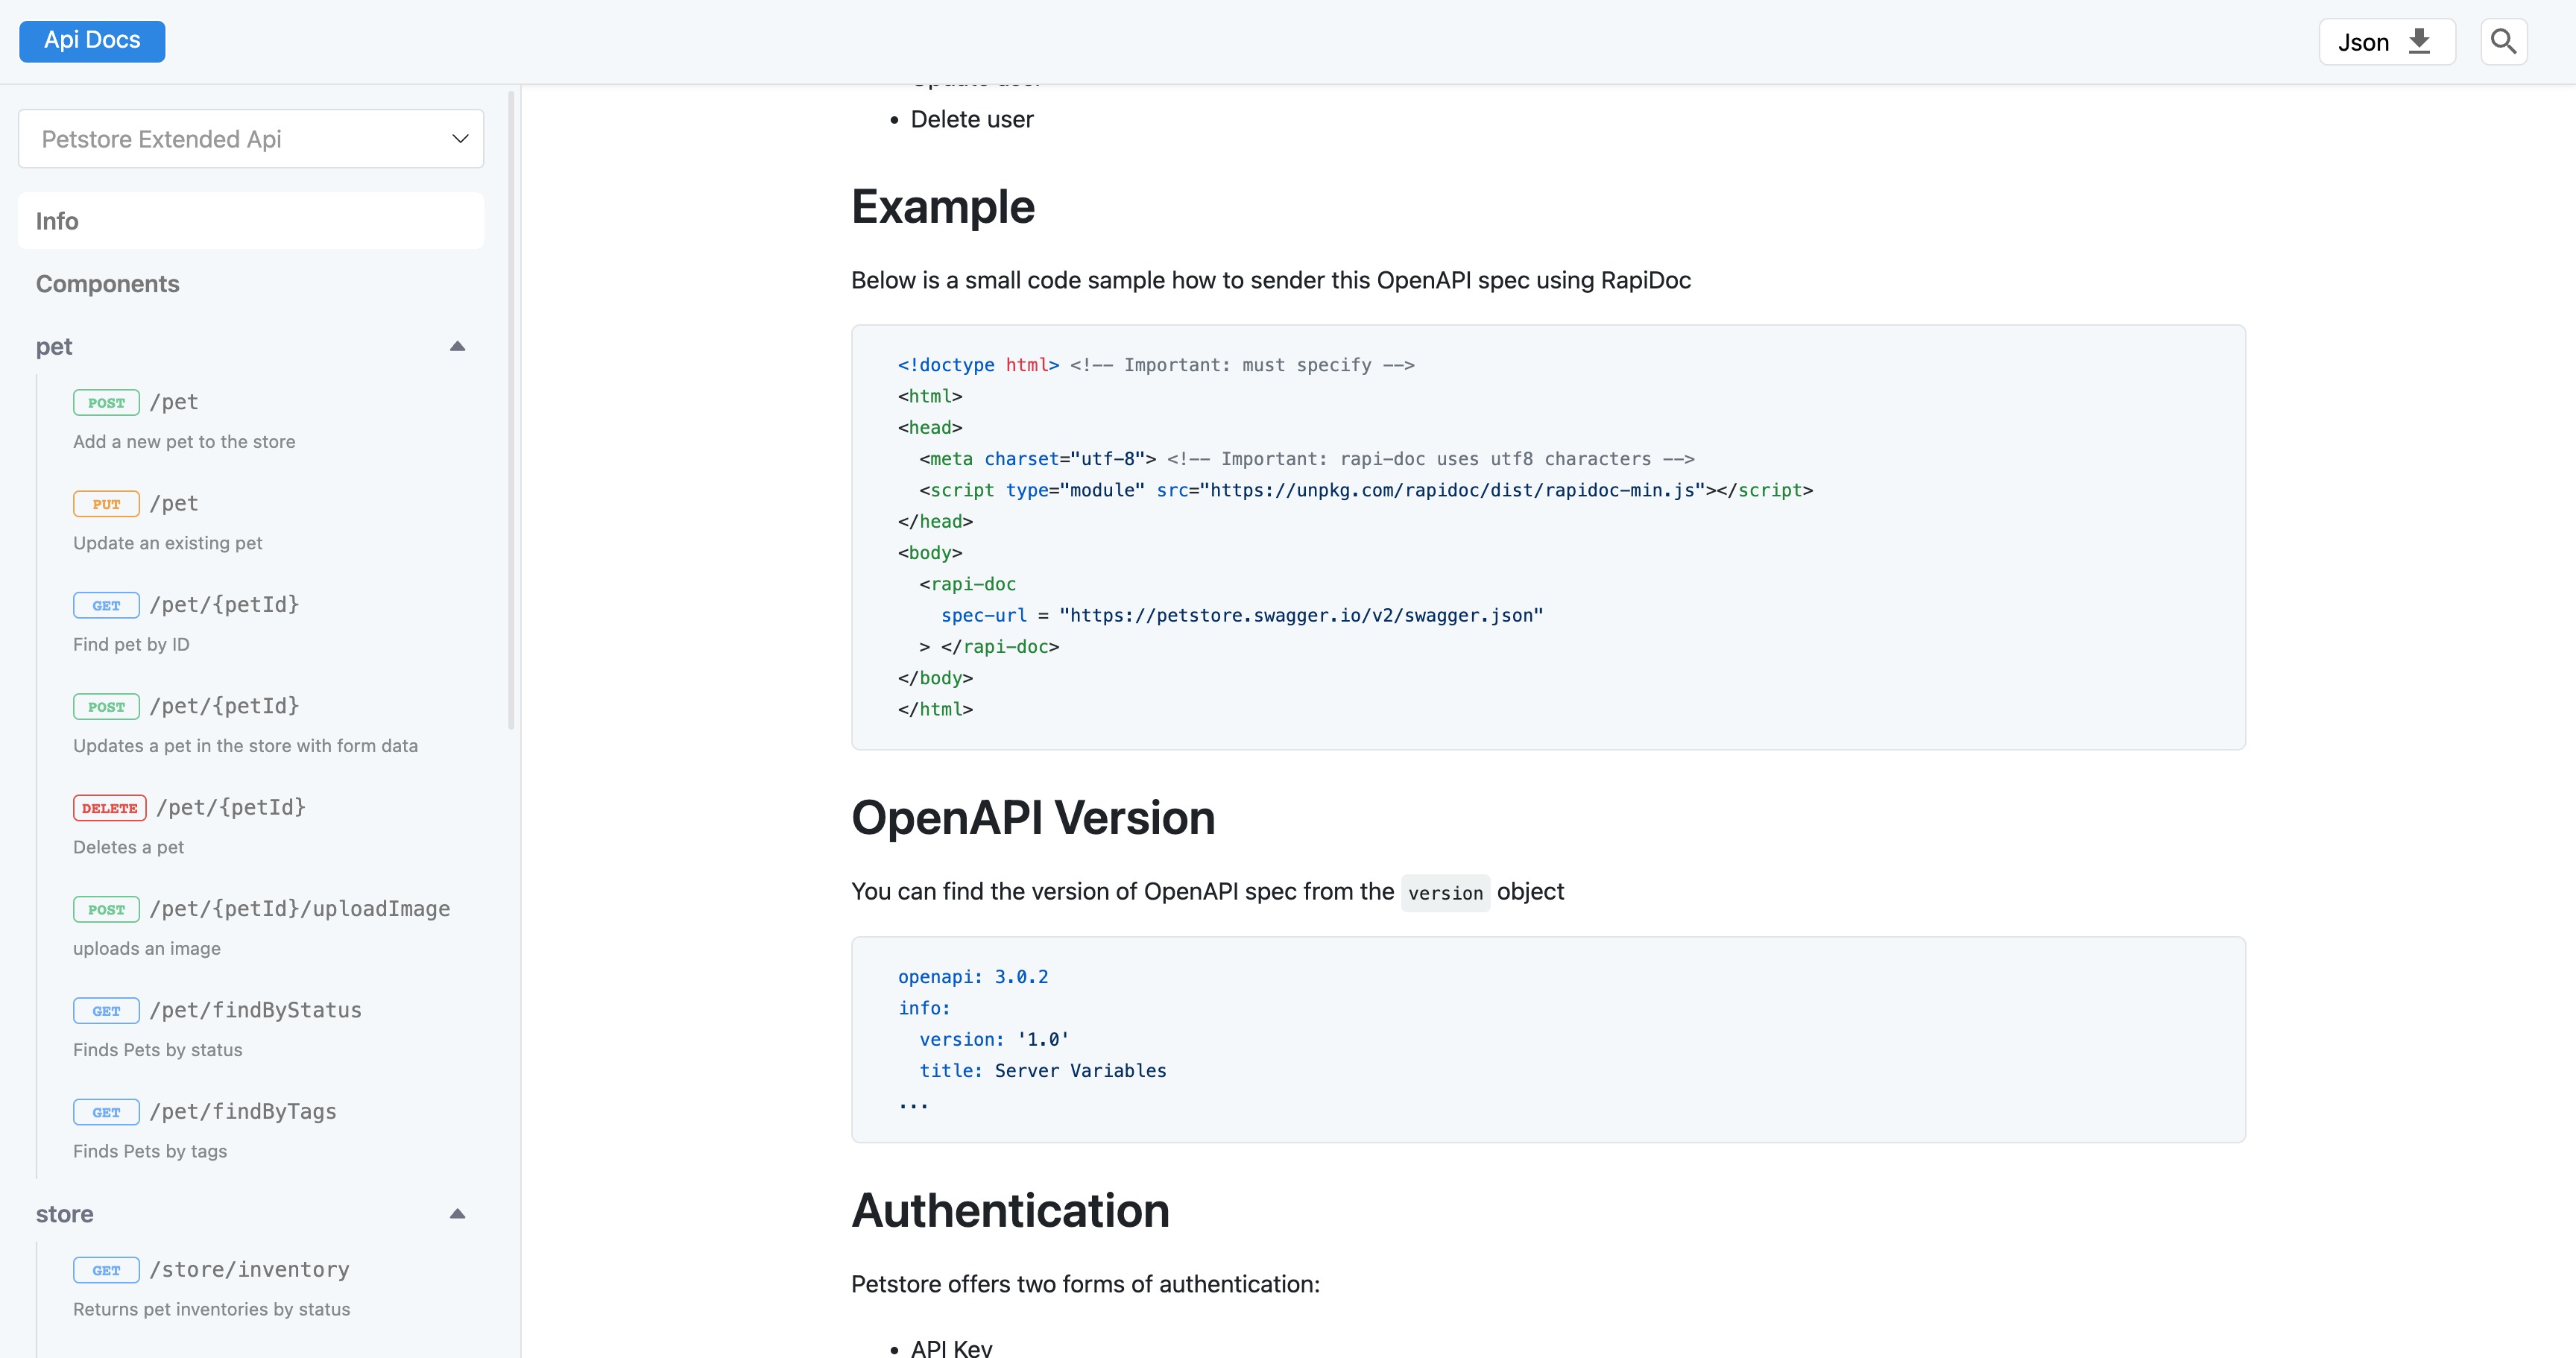 Api Docs
Json
Petstore Extended Api
Info
Components
pet
POST /pet
Add a new pet to the store
PUT /pet
Update an existing pet
GET /pet/{petId}
Find pet by ID
POST /pet/{petId}
Updates a pet in the store with form data
DELETE /pet/{petId}
Deletes a pet
POST /pet/{petId}/uploadImage
uploads an image
GET /pet/findByStatus
Finds Pets by status
GET /pet/findByTags
Finds Pets by tags
store
GET /store/inventory
Returns pet inventories by status
• Delete user
Example
Below is a small code sample how to sender this OpenAPI spec using RapiDoc
<!doctype html> <!-- Important: must specify -->
<html>
<head>
  <meta charset="utf-8"> <!-- Important: rapi-doc uses utf8 characters -->
  <script type="module" src="https://unpkg.com/rapidoc/dist/rapidoc-min.js"></script>
</head>
<body>
  <rapi-doc
    spec-url = "https://petstore.swagger.io/v2/swagger.json"
  > </rapi-doc>
</body>
</html>
OpenAPI Version
You can find the version of OpenAPI spec from the version object
openapi: 3.0.2
info:
  version: '1.0'
  title: Server Variables
...
Authentication
Petstore offers two forms of authentication:
• API Key